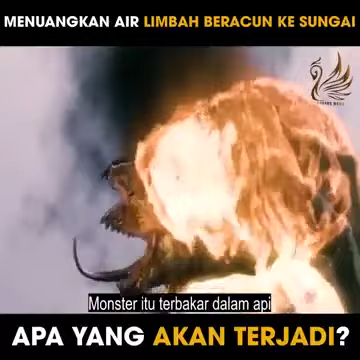 MENUANGKAN AIR LIMBAH BERACUN KE SUNGAI
Monster itu terbakar dalam api
APA YANG AKAN TERJADI?